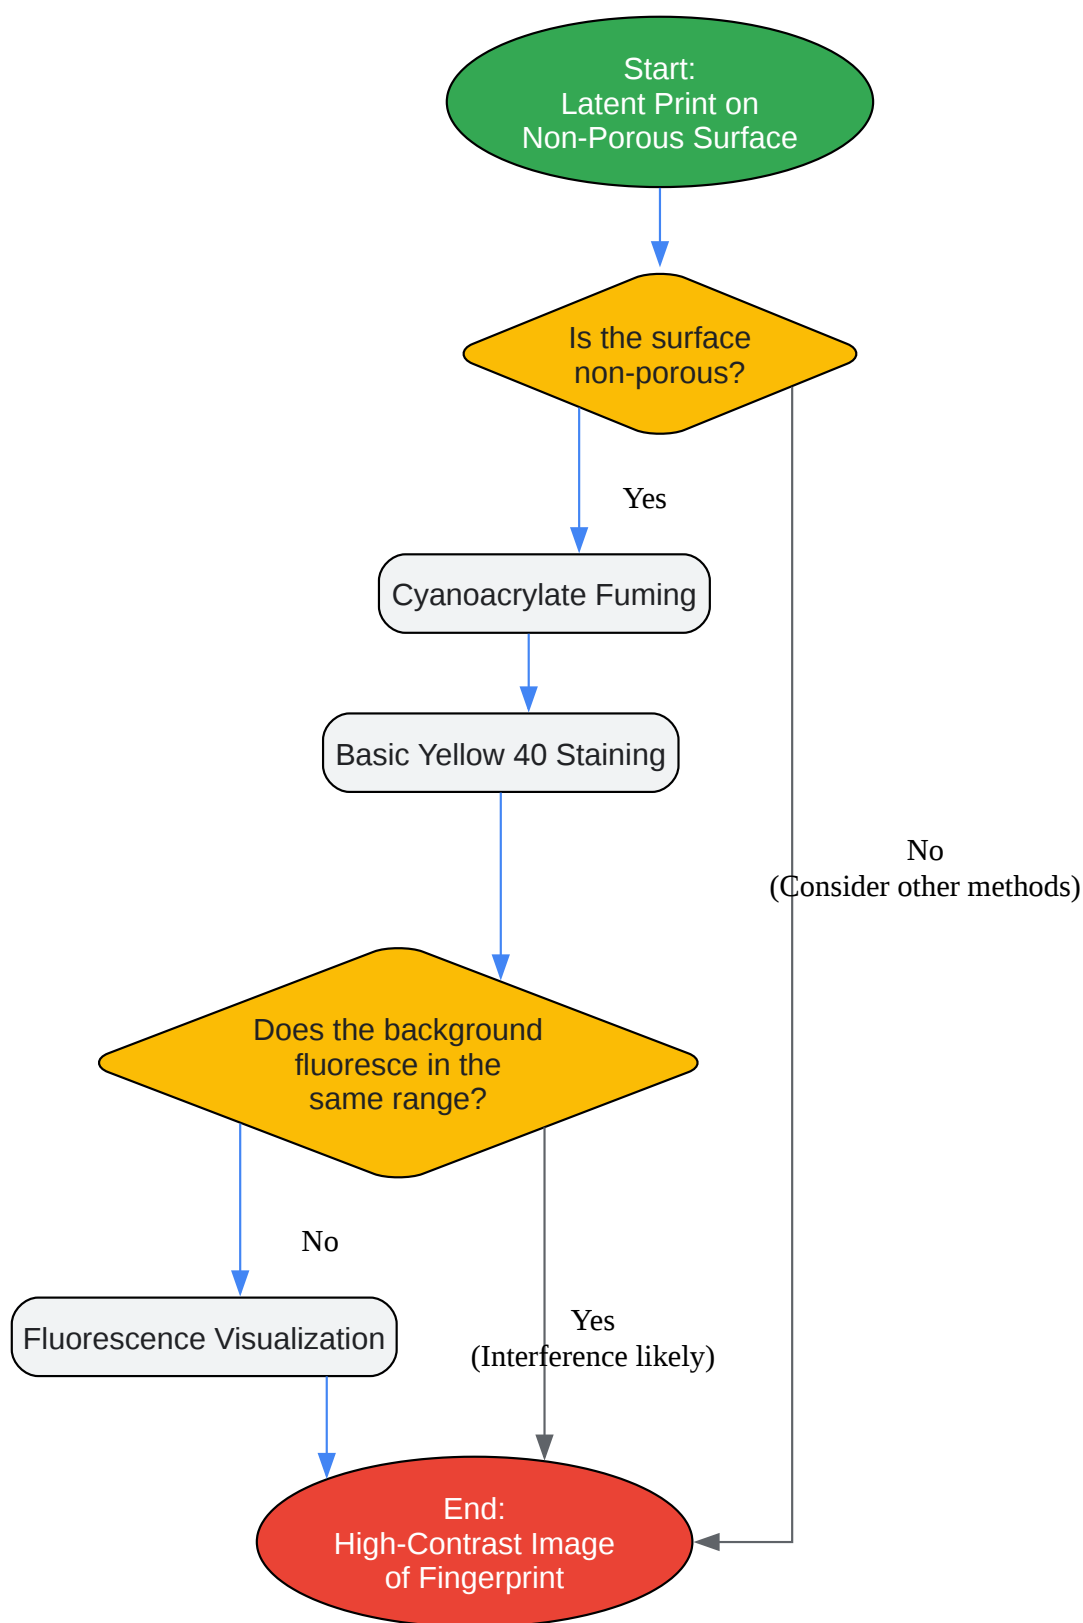 Start:
Latent Print on
Non-Porous Surface
Is the surface
non-porous?
Yes
Cyanoacrylate Fuming
Basic Yellow 40 Staining
No
(Consider other methods)
Does the background
fluoresce in the
same range?
No
Fluorescence Visualization
Yes
(Interference likely)
End:
High-Contrast Image
of Fingerprint